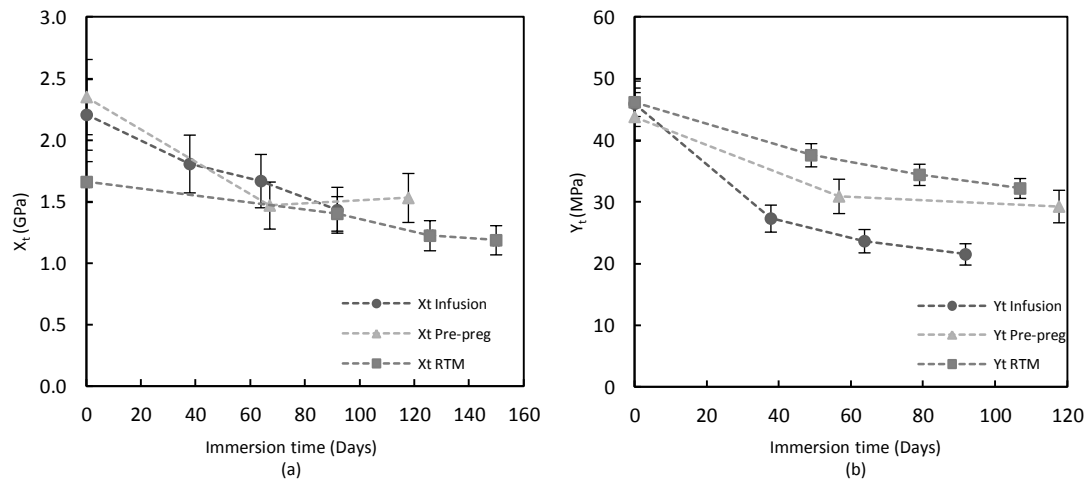 3.0
2.5
2.0
1.5
1.0
0.5
0.0
Xt (GPa)
Xt Infusion
Xt Pre-preg
Xt RTM
0 20 40 60 80 100 120 140 160
Immersion time (Days)
(a)
60
50
40
30
20
10
0
Yt (MPa)
Yt Infusion
Yt Pre-preg
Yt RTM
0 20 40 60 80 100 120
Immersion time (Days)
(b)